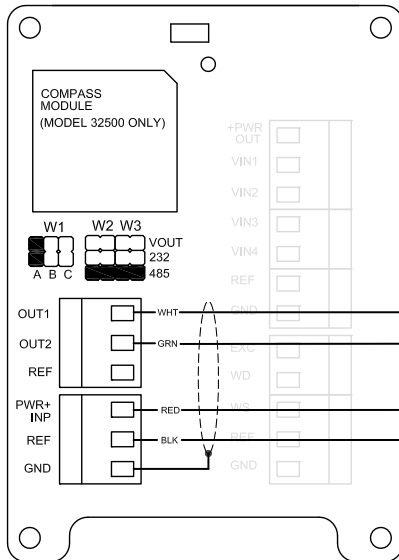 COMPASS
MODULE
(MODEL 32500 ONLY)
+PWR
OUT
VIN1
VIN2
VIN3
VIN4
REF
GND
EXC
WD
WS
REF
GND
W1
W2 W3
VOUT
232
485
A B C
OUT1
WHT
OUT2
GRN
REF
PWR+
INP
RED
REF
BLK
GND